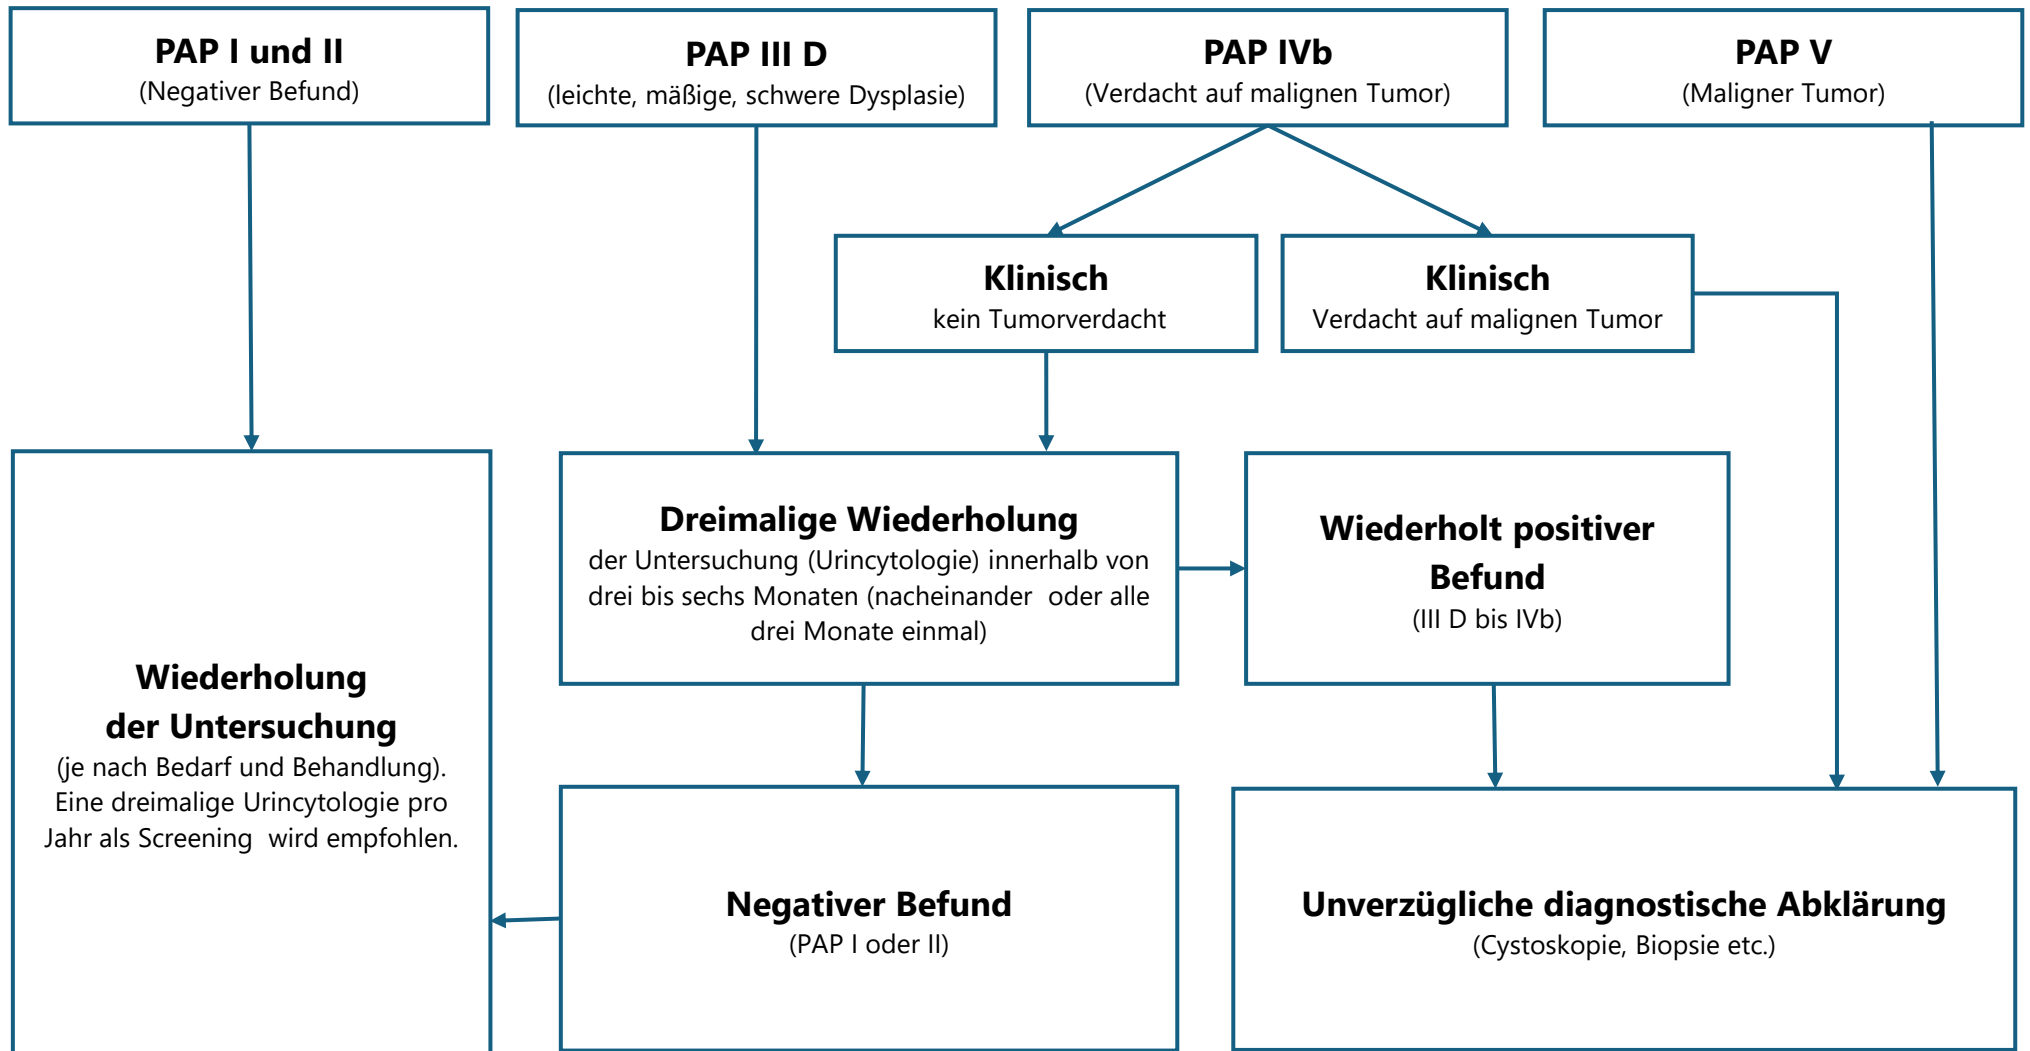 PAP I und II
(Negativer Befund)
PAP III D
(leichte, mäßige, schwere Dysplasie)
PAP IVb
(Verdacht auf malignen Tumor)
PAP V
(Maligner Tumor)
Klinisch
kein Tumorverdacht
Klinisch
Verdacht auf malignen Tumor
Dreimalige Wiederholung
der Untersuchung (Urincytologie) innerhalb von
drei bis sechs Monaten (nacheinander oder alle
drei Monate einmal)
Wiederholt positiver
Befund
(III D bis IVb)
Wiederholung
der Untersuchung
(je nach Bedarf und Behandlung).
Eine dreimalige Urincytologie pro
Jahr als Screening wird empfohlen.
Negativer Befund
(PAP I oder II)
Unverzügliche diagnostische Abklärung
(Cystoskopie, Biopsie etc.)